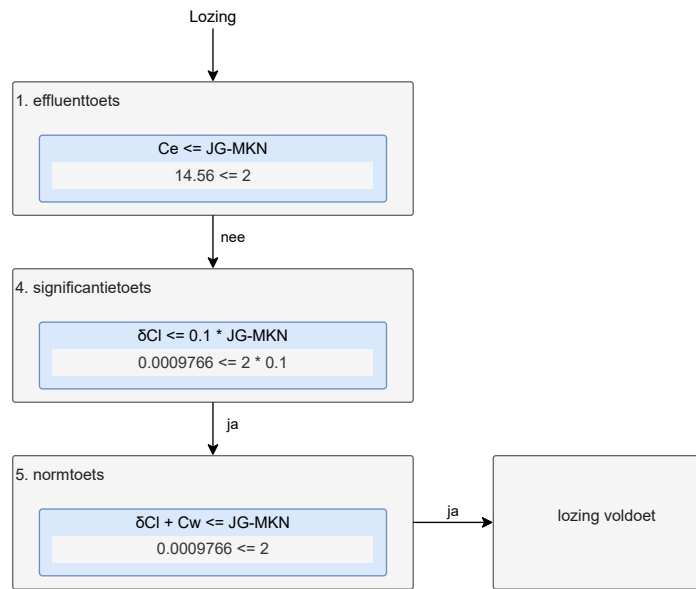 Lozing
1. effluenttoets
Ce <= JG-MKN
14.56 <= 2
nee
4. significantietoets
δCl <= 0.1 * JG-MKN
0.0009766 <= 2 * 0.1
ja
5. normtoets
δCl + Cw <= JG-MKN
0.0009766 <= 2
ja
lozing voldoet